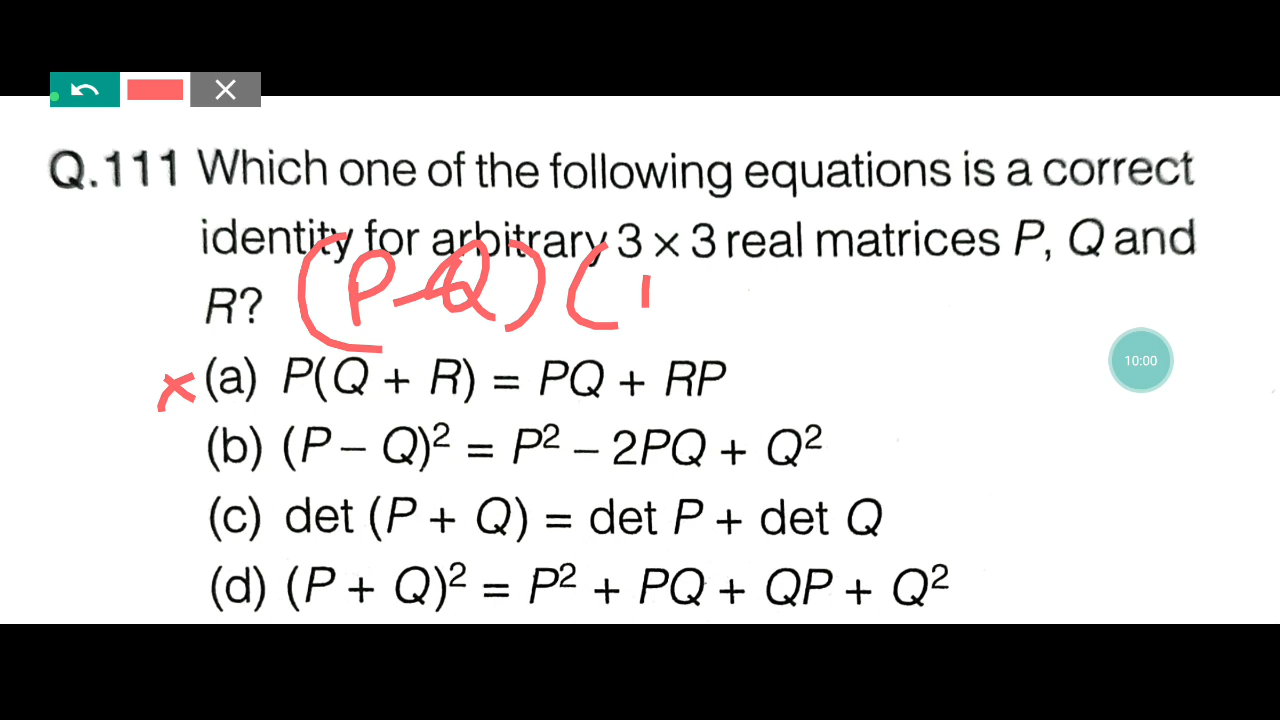 Q.111 Which one of the following equations is a correct
identity for arbitrary 3 × 3 real matrices P, Q and
R?
(P-Q) (
10:00
×(a) P(Q + R) = PQ + RP
(b) (P – Q)² = P² – 2PQ + Q²
(c) det (P + Q) = det P + det Q
(d) (P + Q)² = P² + PQ + QP + Q²